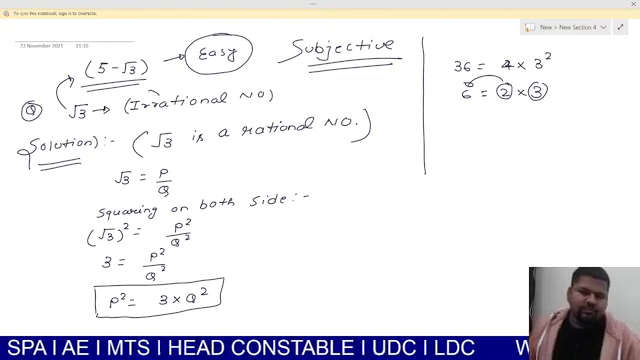 To sync this notebook, sign in to OneNote.
New > New Section 4
22 November 2021 11:30
(5-√3) → Easy
Subjective
Q √3 → (Irrational NO)
Solution:- (√3 is a rational NO.)
√3 = P/Q
Squaring on both side:-
(√3)² = P²/Q²
3 = P²/Q²
P² = 3 × Q²
36 = 4 × 3²
6 = 2 × 3
SPA I AE I MTS I HEAD CONSTABLE I UDC I LDC W